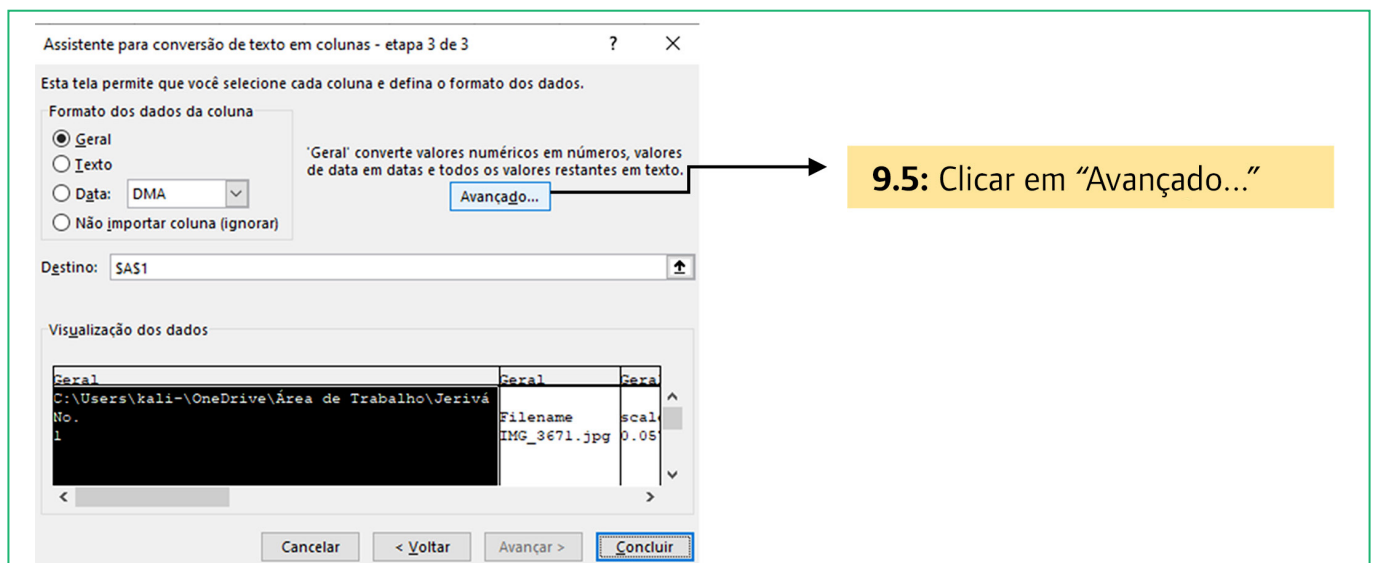 Assistente para conversão de texto em colunas - etapa 3 de 3 ? ×
Esta tela permite que você selecione cada coluna e defina o formato dos dados.
Formato dos dados da coluna
Geral
Texto
Data: DMA
Não importar coluna (ignorar)
'Geral' converte valores numéricos em números, valores
de data em datas e todos os valores restantes em texto.
Avançado...
9.5: Clicar em “Avançado...”
Destino: $A$1
Visualização dos dados
Geral Geral Gera
C:\Users\kali-\OneDrive\Área de Trabalho\Jerivá
No. Filename scal
1 IMG_3671.jpg 0.05
Cancelar < Voltar Avançar > Concluir